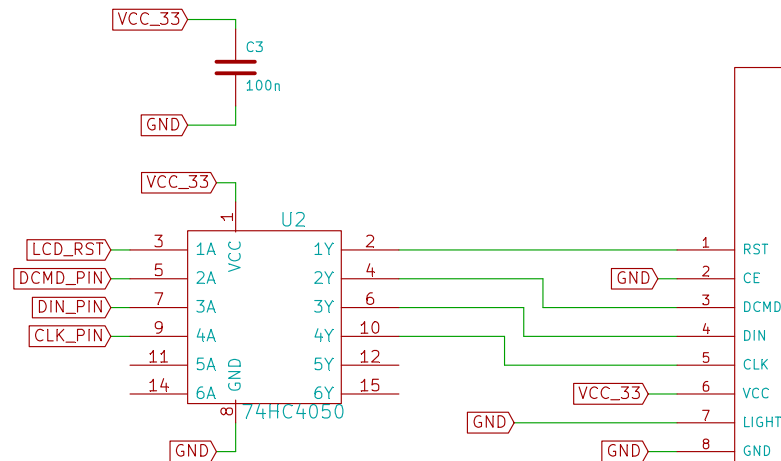 VCC_33
C3
100n
GND
VCC_33
1
U2
LCD_RST 3 1A VCC 1Y 2 1 RST
DCMD_PIN 5 2A 2Y 4 GND 2 CE
DIN_PIN 7 3A 3Y 6 3 DCMD
CLK_PIN 9 4A 4Y 10 4 DIN
11 5A GND 5Y 12 5 CLK
14 6A 6Y 15 VCC_33 6 VCC
8 74HC4050 GND 7 LIGHT
GND GND 8 GND